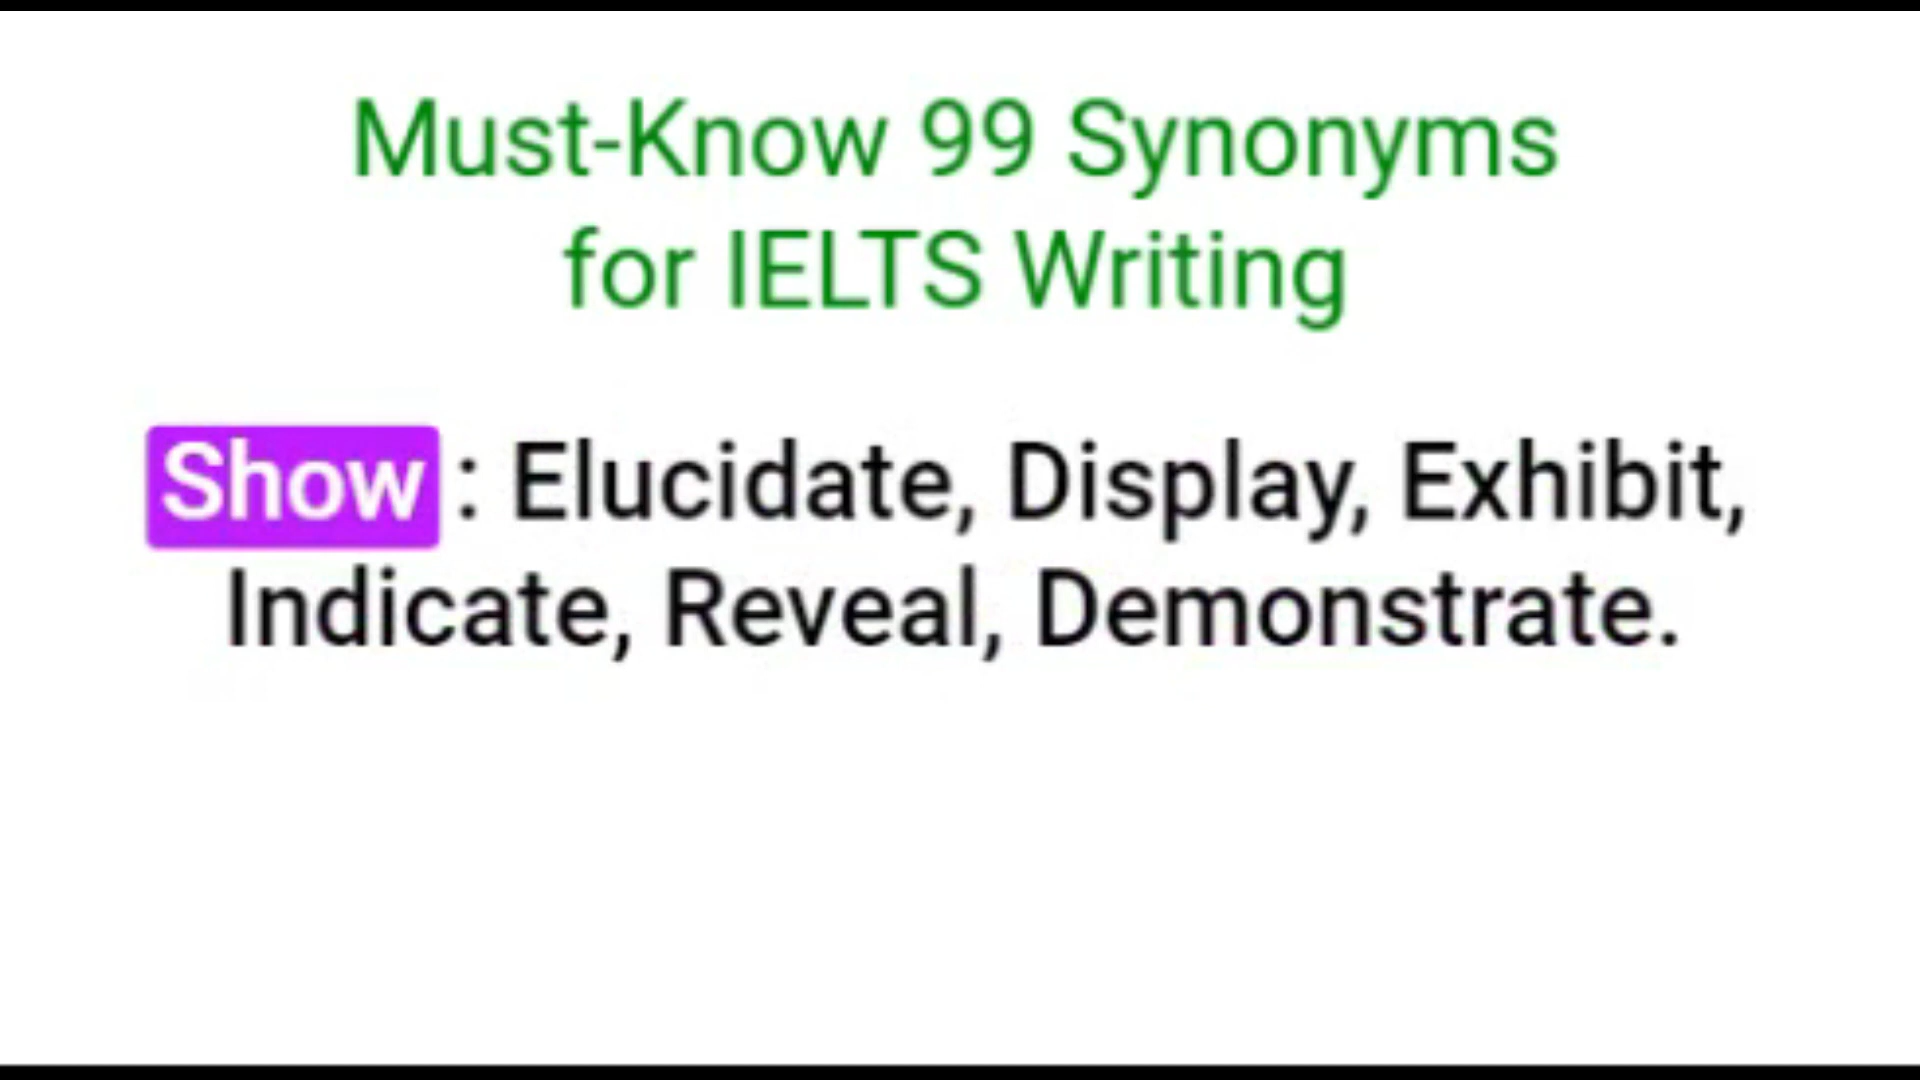 Must-Know 99 Synonyms
for IELTS Writing
Show : Elucidate, Display, Exhibit,
Indicate, Reveal, Demonstrate.